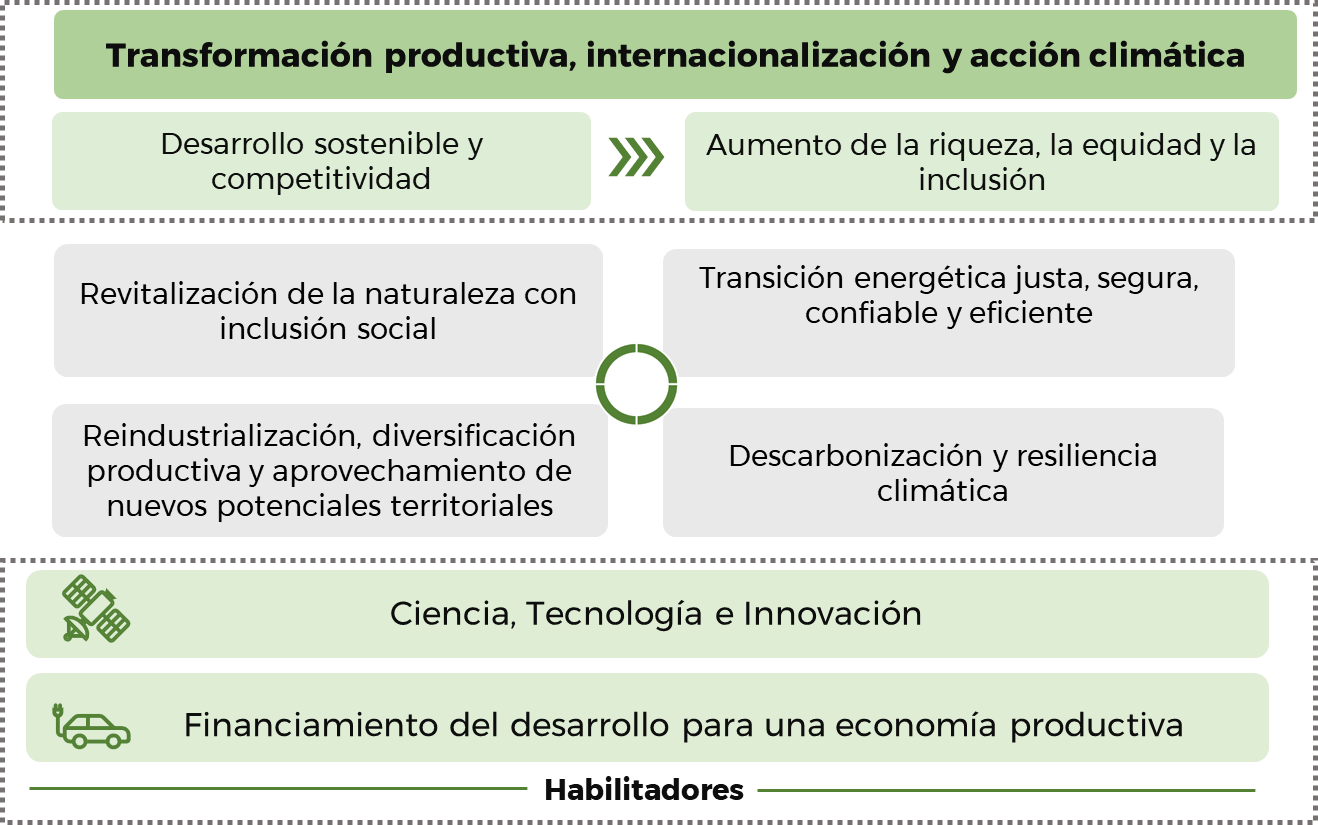 Transformación productiva, internacionalización y acción climática
Desarrollo sostenible y
competitividad
Aumento de la riqueza, la equidad y la
inclusión
Revitalización de la naturaleza con
inclusión social
Transición energética justa, segura,
confiable y eficiente
Reindustrialización, diversificación
productiva y aprovechamiento de
nuevos potenciales territoriales
Descarbonización y resiliencia
climática
Ciencia, Tecnología e Innovación
Financiamiento del desarrollo para una economía productiva
Habilitadores